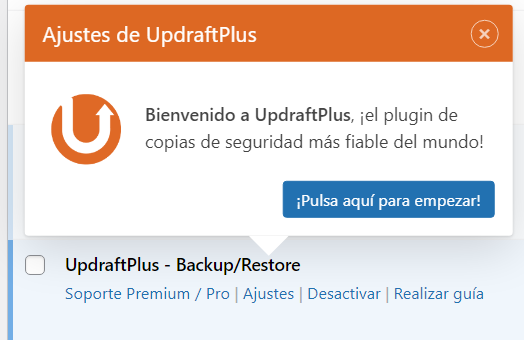 Ajustes de UpdraftPlus
Bienvenido a UpdraftPlus, ¡el plugin de
copias de seguridad más fiable del mundo!
¡Pulsa aquí para empezar!
UpdraftPlus - Backup/Restore
Soporte Premium / Pro | Ajustes | Desactivar | Realizar guía